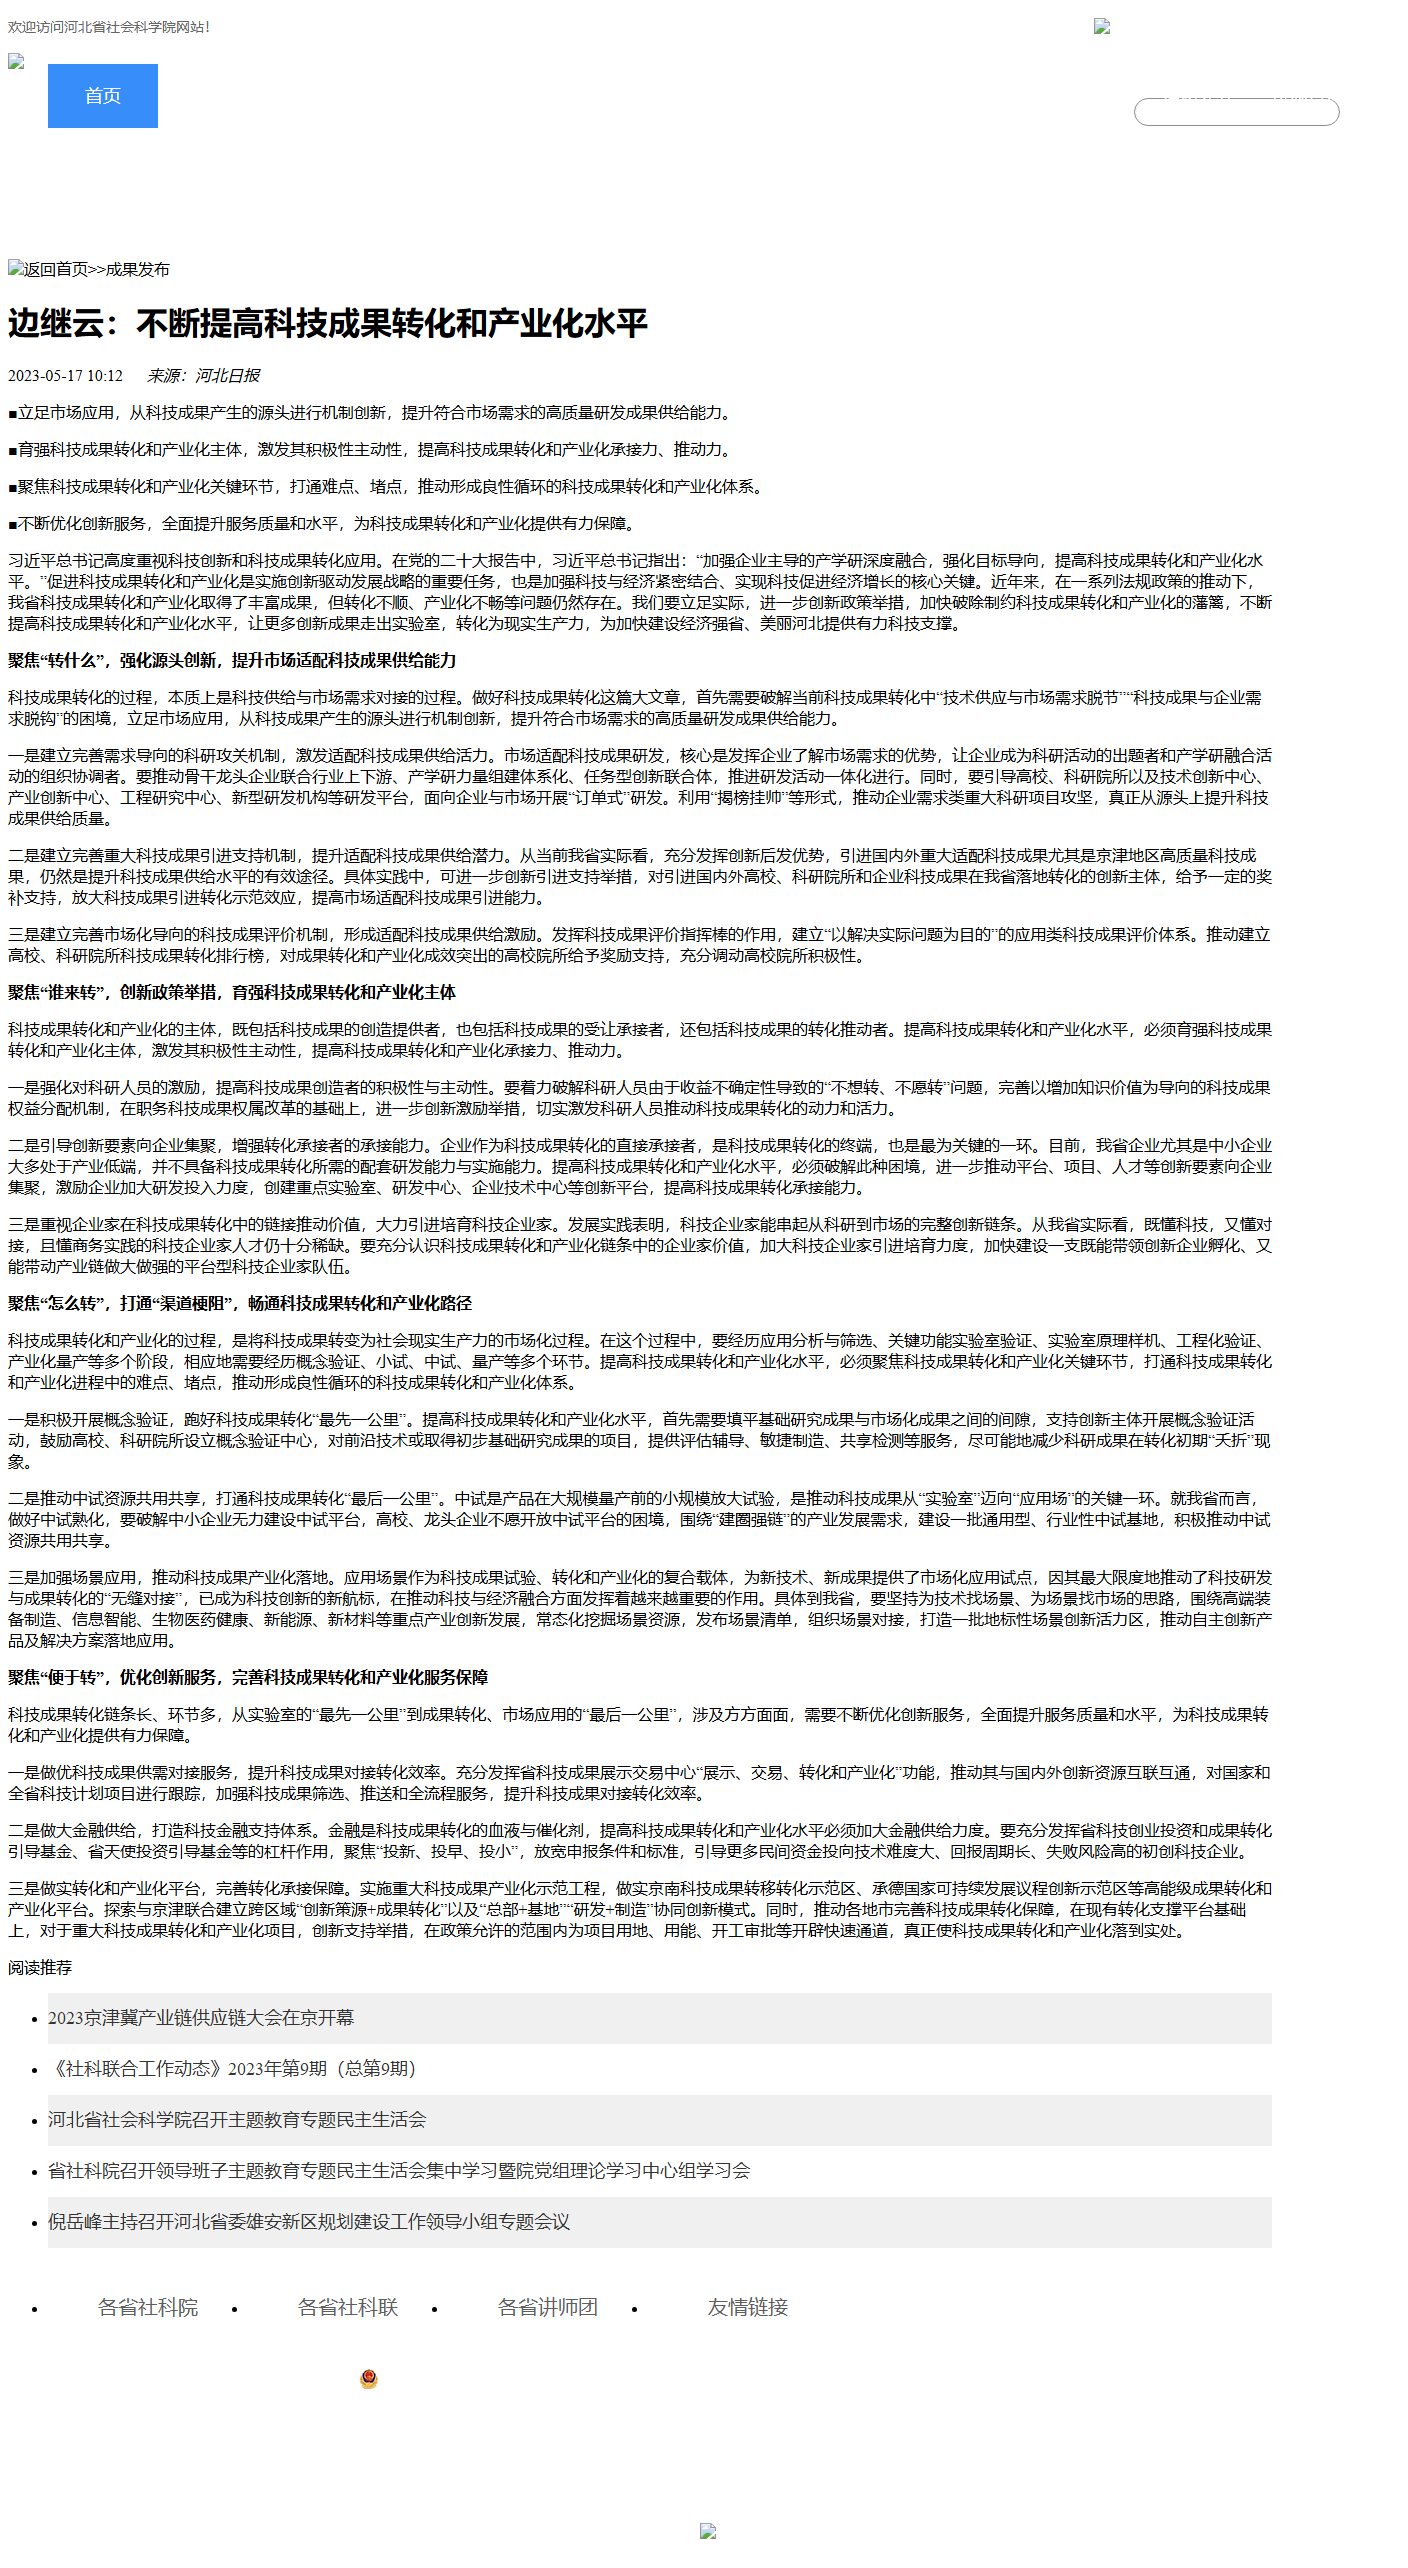 欢迎访问河北省社会科学院网站！
首页
返回首页>>成果发布
边继云：不断提高科技成果转化和产业化水平
2023-05-17 10:12 来源：河北日报
■立足市场应用，从科技成果产生的源头进行机制创新，提升符合市场需求的高质量研发成果供给能力。
■育强科技成果转化和产业化主体，激发其积极性主动性，提高科技成果转化和产业化承接力、推动力。
■聚焦科技成果转化和产业化关键环节，打通难点、堵点，推动形成良性循环的科技成果转化和产业化体系。
■不断优化创新服务，全面提升服务质量和水平，为科技成果转化和产业化提供有力保障。
习近平总书记高度重视科技创新和科技成果转化应用。在党的二十大报告中，习近平总书记指出：“加强企业主导的产学研深度融合，强化目标导向，提高科技成果转化和产业化水
平。”促进科技成果转化和产业化是实施创新驱动发展战略的重要任务，也是加强科技与经济紧密结合、实现科技促进经济增长的核心关键。近年来，在一系列法规政策的推动下，
我省科技成果转化和产业化取得了丰富成果，但转化不顺、产业化不畅等问题仍然存在。我们要立足实际，进一步创新政策举措，加快破除制约科技成果转化和产业化的藩篱，不断
提高科技成果转化和产业化水平，让更多创新成果走出实验室，转化为现实生产力，为加快建设经济强省、美丽河北提供有力科技支撑。
聚焦“转什么”，强化源头创新，提升市场适配科技成果供给能力
科技成果转化的过程，本质上是科技供给与市场需求对接的过程。做好科技成果转化这篇大文章，首先需要破解当前科技成果转化中“技术供应与市场需求脱节”“科技成果与企业需
求脱钩”的困境，立足市场应用，从科技成果产生的源头进行机制创新，提升符合市场需求的高质量研发成果供给能力。
一是建立完善需求导向的科研攻关机制，激发适配科技成果供给活力。市场适配科技成果研发，核心是发挥企业了解市场需求的优势，让企业成为科研活动的出题者和产学研融合活
动的组织协调者。要推动骨干龙头企业联合行业上下游、产学研力量组建体系化、任务型创新联合体，推进研发活动一体化进行。同时，要引导高校、科研院所以及技术创新中心、
产业创新中心、工程研究中心、新型研发机构等研发平台，面向企业与市场开展“订单式”研发。利用“揭榜挂帅”等形式，推动企业需求类重大科研项目攻坚，真正从源头上提升科技
成果供给质量。
二是建立完善重大科技成果引进支持机制，提升适配科技成果供给潜力。从当前我省实际看，充分发挥创新后发优势，引进国内外重大适配科技成果尤其是京津地区高质量科技成
果，仍然是提升科技成果供给水平的有效途径。具体实践中，可进一步创新引进支持举措，对引进国内外高校、科研院所和企业科技成果在我省落地转化的创新主体，给予一定的奖
补支持，放大科技成果引进转化示范效应，提高市场适配科技成果引进能力。
三是建立完善市场化导向的科技成果评价机制，形成适配科技成果供给激励。发挥科技成果评价指挥棒的作用，建立“以解决实际问题为目的”的应用类科技成果评价体系。推动建立
高校、科研院所科技成果转化排行榜，对成果转化和产业化成效突出的高校院所给予奖励支持，充分调动高校院所积极性。
聚焦“谁来转”，创新政策举措，育强科技成果转化和产业化主体
科技成果转化和产业化的主体，既包括科技成果的创造提供者，也包括科技成果的受让承接者，还包括科技成果的转化推动者。提高科技成果转化和产业化水平，必须育强科技成果
转化和产业化主体，激发其积极性主动性，提高科技成果转化和产业化承接力、推动力。
一是强化对科研人员的激励，提高科技成果创造者的积极性与主动性。要着力破解科研人员由于收益不确定性导致的“不想转、不愿转”问题，完善以增加知识价值为导向的科技成果
权益分配机制，在职务科技成果权属改革的基础上，进一步创新激励举措，切实激发科研人员推动科技成果转化的动力和活力。
二是引导创新要素向企业集聚，增强转化承接者的承接能力。企业作为科技成果转化的直接承接者，是科技成果转化的终端，也是最为关键的一环。目前，我省企业尤其是中小企业
大多处于产业低端，并不具备科技成果转化所需的配套研发能力与实施能力。提高科技成果转化和产业化水平，必须破解此种困境，进一步推动平台、项目、人才等创新要素向企业
集聚，激励企业加大研发投入力度，创建重点实验室、研发中心、企业技术中心等创新平台，提高科技成果转化承接能力。
三是重视企业家在科技成果转化中的链接推动价值，大力引进培育科技企业家。发展实践表明，科技企业家能串起从科研到市场的完整创新链条。从我省实际看，既懂科技，又懂对
接，且懂商务实践的科技企业家人才仍十分稀缺。要充分认识科技成果转化和产业化链条中的企业家价值，加大科技企业家引进培育力度，加快建设一支既能带领创新企业孵化、又
能带动产业链做大做强的平台型科技企业家队伍。
聚焦“怎么转”，打通“渠道梗阻”，畅通科技成果转化和产业化路径
科技成果转化和产业化的过程，是将科技成果转变为社会现实生产力的市场化过程。在这个过程中，要经历应用分析与筛选、关键功能实验室验证、实验室原理样机、工程化验证、
产业化量产等多个阶段，相应地需要经历概念验证、小试、中试、量产等多个环节。提高科技成果转化和产业化水平，必须聚焦科技成果转化和产业化关键环节，打通科技成果转化
和产业化进程中的难点、堵点，推动形成良性循环的科技成果转化和产业化体系。
一是积极开展概念验证，跑好科技成果转化“最先一公里”。提高科技成果转化和产业化水平，首先需要填平基础研究成果与市场化成果之间的间隙，支持创新主体开展概念验证活
动，鼓励高校、科研院所设立概念验证中心，对前沿技术或取得初步基础研究成果的项目，提供评估辅导、敏捷制造、共享检测等服务，尽可能地减少科研成果在转化初期“夭折”现
象。
二是推动中试资源共用共享，打通科技成果转化“最后一公里”。中试是产品在大规模量产前的小规模放大试验，是推动科技成果从“实验室”迈向“应用场”的关键一环。就我省而言，
做好中试熟化，要破解中小企业无力建设中试平台，高校、龙头企业不愿开放中试平台的困境，围绕“建圈强链”的产业发展需求，建设一批通用型、行业性中试基地，积极推动中试
资源共用共享。
三是加强场景应用，推动科技成果产业化落地。应用场景作为科技成果试验、转化和产业化的复合载体，为新技术、新成果提供了市场化应用试点，因其最大限度地推动了科技研发
与成果转化的“无缝对接”，已成为科技创新的新航标，在推动科技与经济融合方面发挥着越来越重要的作用。具体到我省，要坚持为技术找场景、为场景找市场的思路，围绕高端装
备制造、信息智能、生物医药健康、新能源、新材料等重点产业创新发展，常态化挖掘场景资源，发布场景清单，组织场景对接，打造一批地标性场景创新活力区，推动自主创新产
品及解决方案落地应用。
聚焦“便于转”，优化创新服务，完善科技成果转化和产业化服务保障
科技成果转化链条长、环节多，从实验室的“最先一公里”到成果转化、市场应用的“最后一公里”，涉及方方面面，需要不断优化创新服务，全面提升服务质量和水平，为科技成果转
化和产业化提供有力保障。
一是做优科技成果供需对接服务，提升科技成果对接转化效率。充分发挥省科技成果展示交易中心“展示、交易、转化和产业化”功能，推动其与国内外创新资源互联互通，对国家和
全省科技计划项目进行跟踪，加强科技成果筛选、推送和全流程服务，提升科技成果对接转化效率。
二是做大金融供给，打造科技金融支持体系。金融是科技成果转化的血液与催化剂，提高科技成果转化和产业化水平必须加大金融供给力度。要充分发挥省科技创业投资和成果转化
引导基金、省天使投资引导基金等的杠杆作用，聚焦“投新、投早、投小”，放宽申报条件和标准，引导更多民间资金投向技术难度大、回报周期长、失败风险高的初创科技企业。
三是做实转化和产业化平台，完善转化承接保障。实施重大科技成果产业化示范工程，做实京南科技成果转移转化示范区、承德国家可持续发展议程创新示范区等高能级成果转化和
产业化平台。探索与京津联合建立跨区域“创新策源+成果转化”以及“总部+基地”“研发+制造”协同创新模式。同时，推动各地市完善科技成果转化保障，在现有转化支撑平台基础
上，对于重大科技成果转化和产业化项目，创新支持举措，在政策允许的范围内为项目用地、用能、开工审批等开辟快速通道，真正使科技成果转化和产业化落到实处。
阅读推荐
2023京津冀产业链供应链大会在京开幕
《社科联合工作动态》2023年第9期（总第9期）
河北省社会科学院召开主题教育专题民主生活会
省社科院召开领导班子主题教育专题民主生活会集中学习暨院党组理论学习中心组学习会
倪岳峰主持召开河北省委雄安新区规划建设工作领导小组专题会议
各省社科院 各省社科联 各省讲师团 友情链接